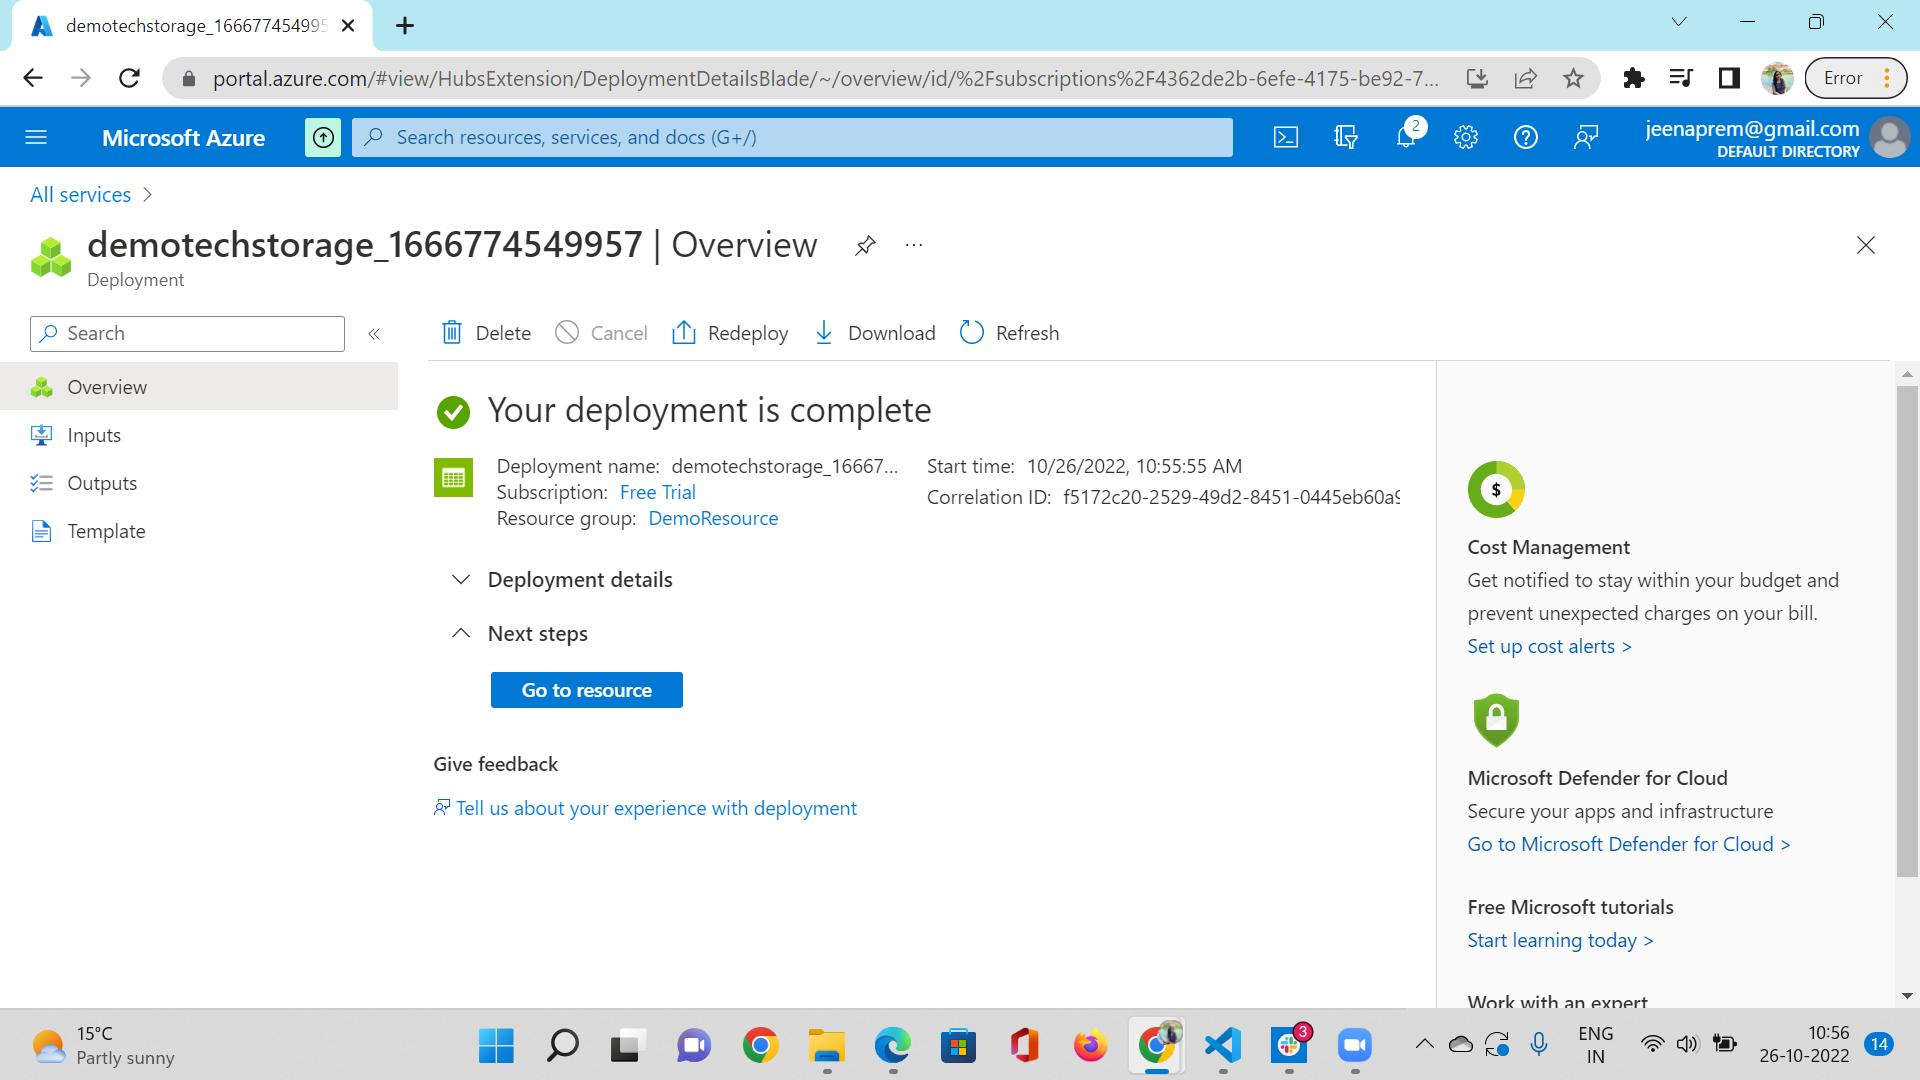 demotechstorage_166677454995
portal.azure.com/#view/HubsExtension/DeploymentDetailsBlade/~/overview/id/%2Fsubscriptions%2F4362de2b-6efe-4175-be92-7...
Error
Microsoft Azure
Search resources, services, and docs (G+/)
2
jeenaprem@gmail.com
DEFAULT DIRECTORY
All services
demotechstorage_1666774549957 | Overview
...
Deployment
Search
Delete
Cancel
Redeploy
Download
Refresh
Overview
Inputs
Outputs
Template
Your deployment is complete
Deployment name: demotechstorage_16667...
Subscription: Free Trial
Resource group: DemoResource
Start time: 10/26/2022, 10:55:55 AM
Correlation ID: f5172c20-2529-49d2-8451-0445eb60a9
Deployment details
Next steps
Go to resource
Give feedback
Tell us about your experience with deployment
$
Cost Management
Get notified to stay within your budget and
prevent unexpected charges on your bill.
Set up cost alerts >
Microsoft Defender for Cloud
Secure your apps and infrastructure
Go to Microsoft Defender for Cloud >
Free Microsoft tutorials
Start learning today >
Work with an expert
15°C
Partly sunny
3
ENG
IN
10:56
26-10-2022
14